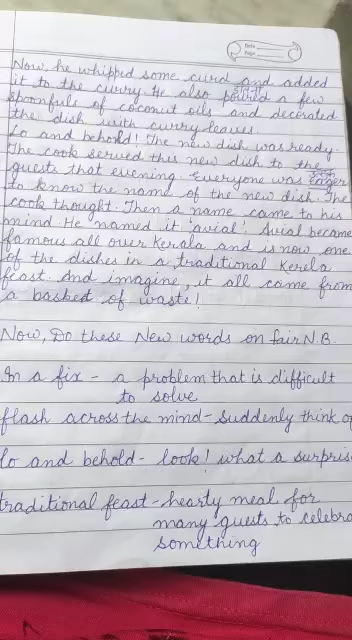 Date
Page
Now, he whipped some curd and added
it to the curry. He also poured a few
spoonfuls of coconut oils and decorated
the dish with curry leaves.
Lo and behold! The new dish was ready.
The cook served this new dish to the
guests that evening. Everyone was eager
to know the name of the new dish. The
cook thought. Then a name came to his
mind. He named it 'avial'. Avial became
famous all over Kerala and is now one
of the dishes in a traditional Kerela
feast. And imagine, it all came from
a basked of waste!
Now, Do these New words on fair N.B.
In a fix - a problem that is difficult
to solve
flash across the mind - suddenly think of
lo and behold - look! what a surpris
traditional feast - hearty meal for
many guests to celebra
something